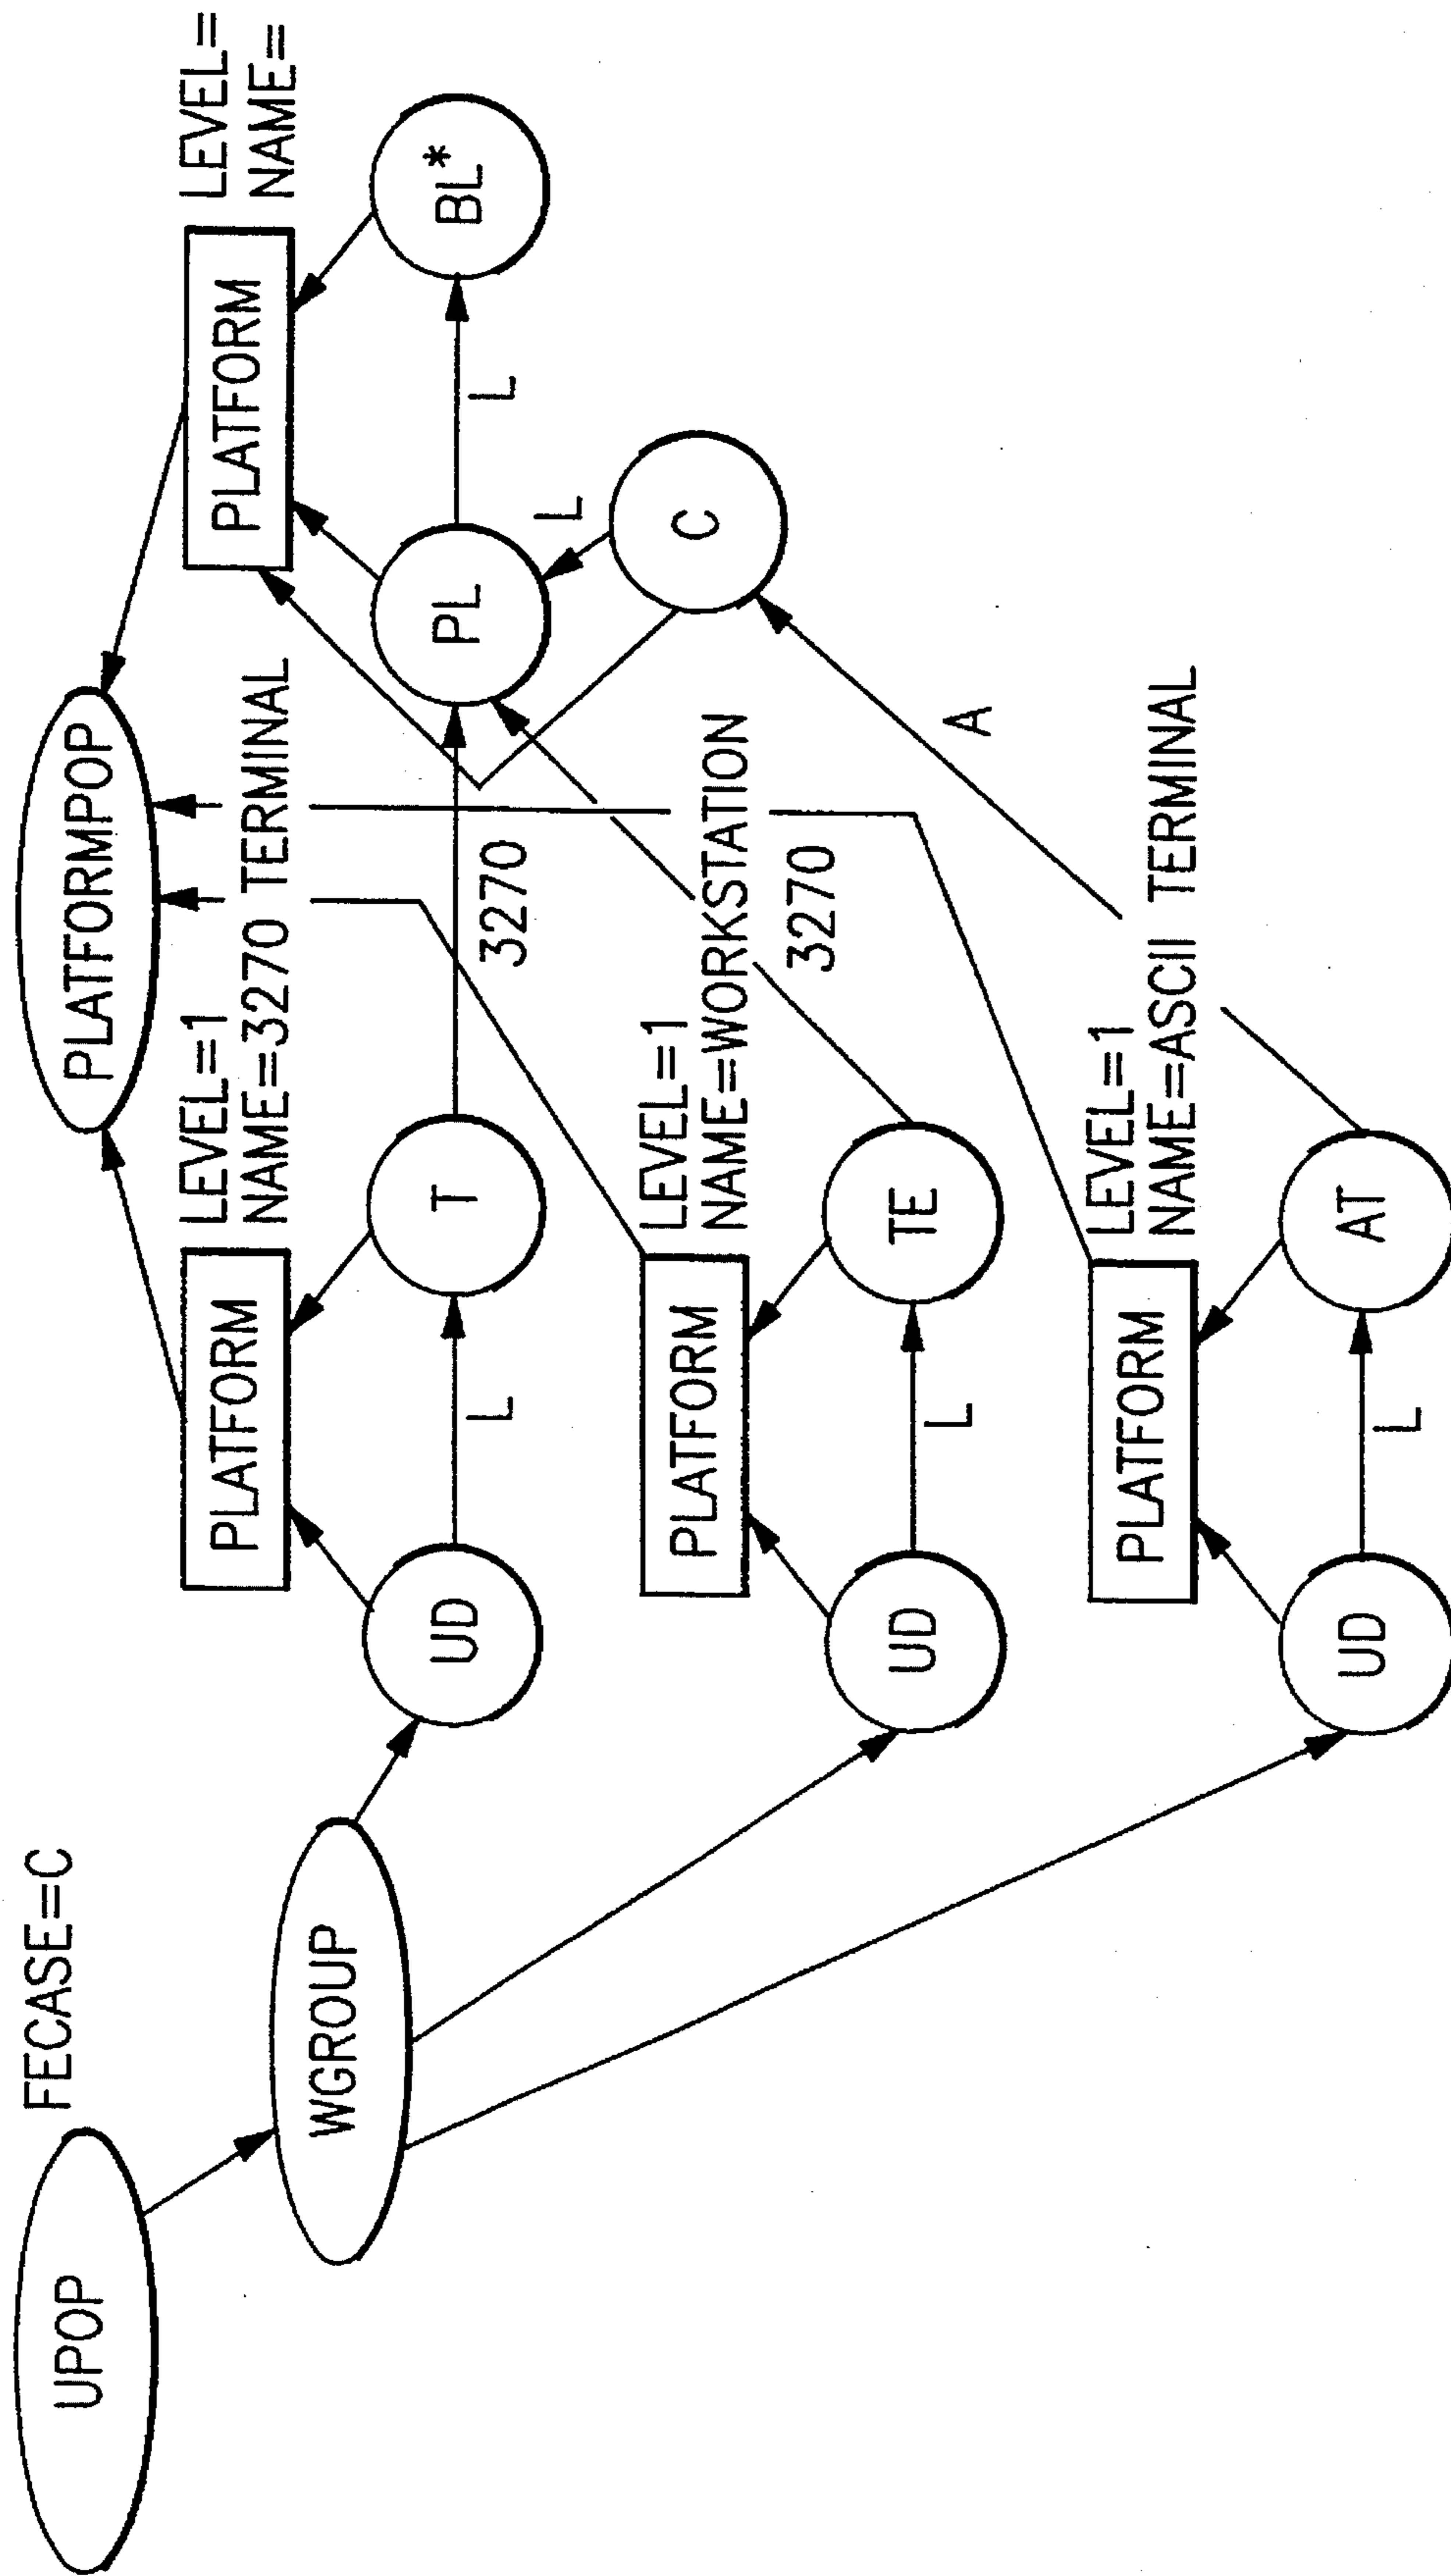 UPOP
FECASE=C
PLATFORMPOP
WGROUP
PLATFORM
LEVEL=1
NAME=3270 TERMINAL
PLATFORM
LEVEL=
NAME=
UD
L
T
3270
PL
L
BL*
L
C
PLATFORM
LEVEL=1
NAME=WORKSTATION
UD
L
TE
3270
A
PLATFORM
LEVEL=1
NAME=ASCII TERMINAL
UD
L
AT